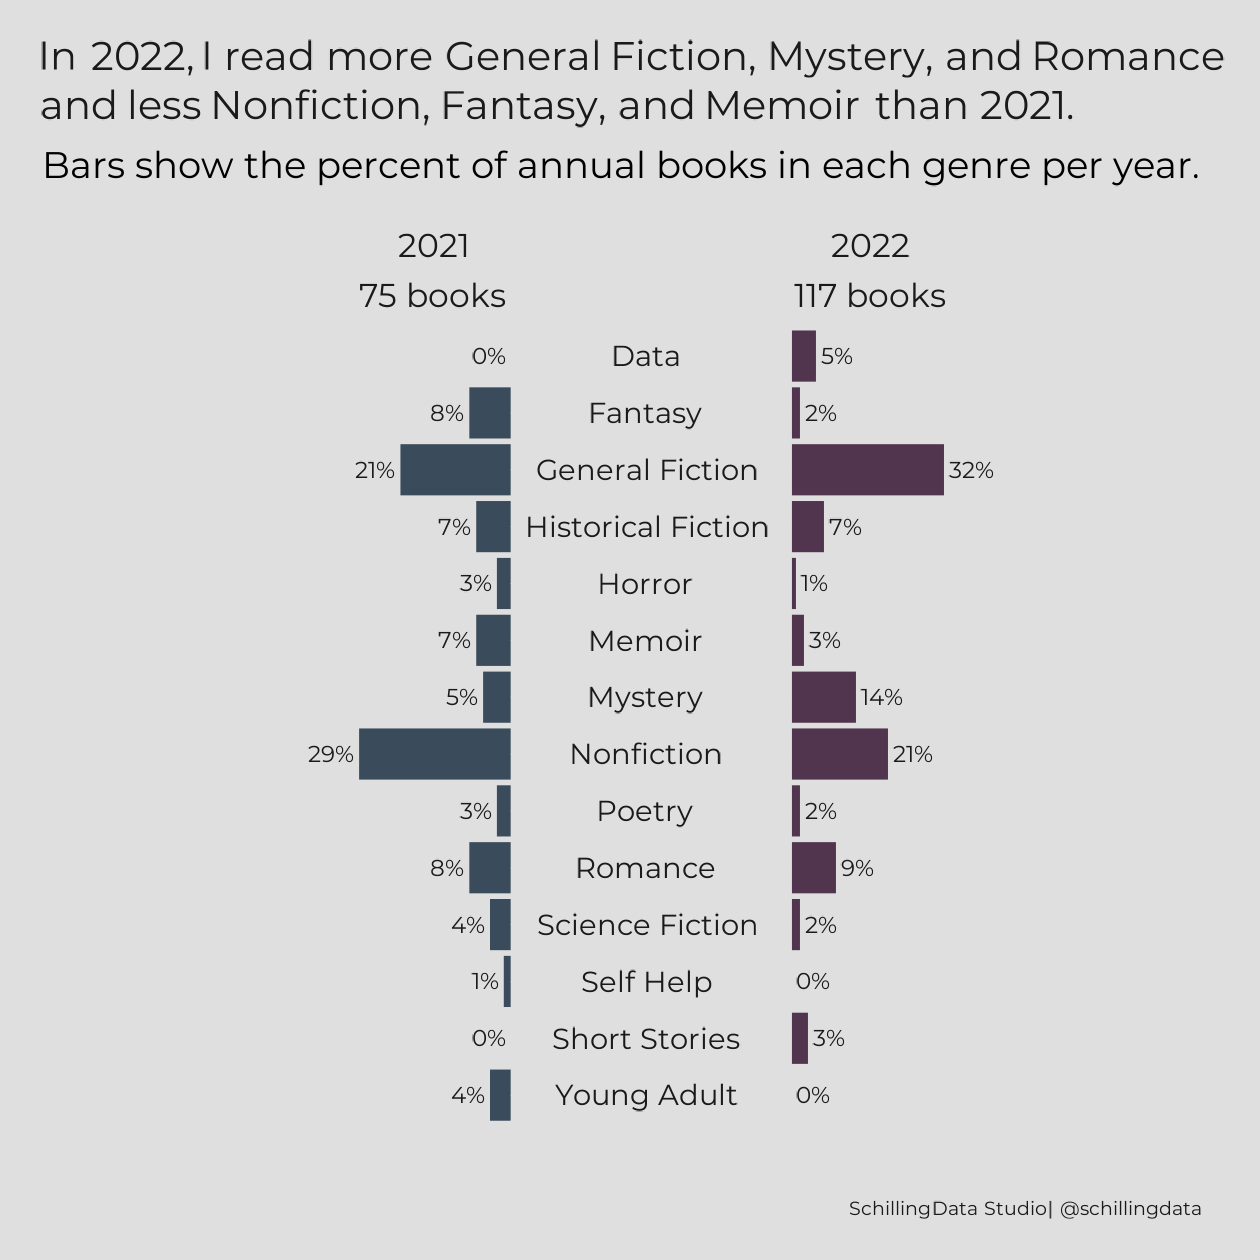 In 2022, I read more General Fiction, Mystery, and Romance
and less Nonfiction, Fantasy, and Memoir than 2021.
Bars show the percent of annual books in each genre per year.
2021 2022
75 books 117 books
0% Data 5%
8% Fantasy 2%
21% General Fiction 32%
7% Historical Fiction 7%
3% Horror 1%
7% Memoir 3%
5% Mystery 14%
29% Nonfiction 21%
3% Poetry 2%
8% Romance 9%
4% Science Fiction 2%
1% Self Help 0%
0% Short Stories 3%
4% Young Adult 0%
SchillingData Studio| @schillingdata